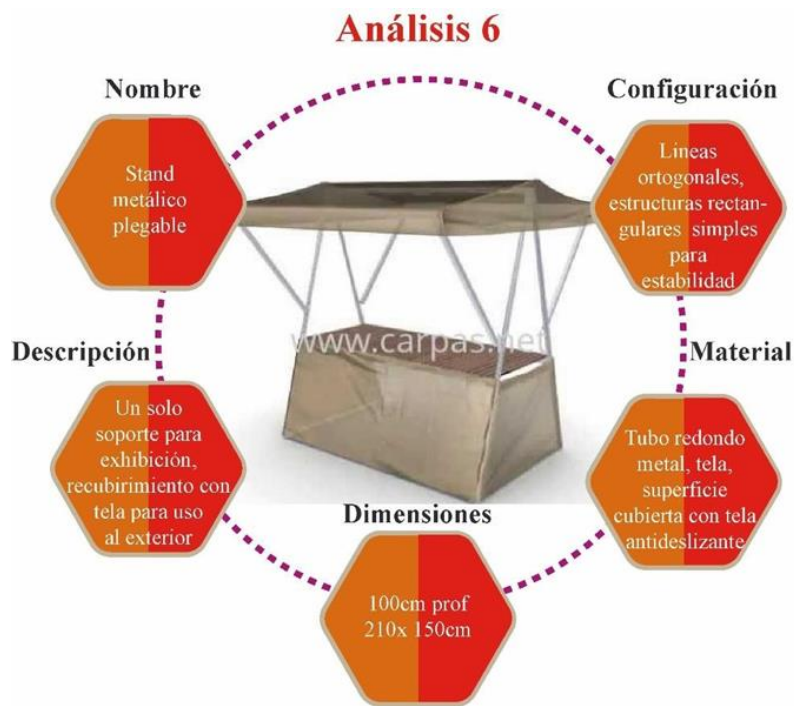 Análisis 6
Nombre
Stand
metálico
plegable
Configuración
Líneas
ortogonales,
estructuras rectan-
gulares simples
para
estabilidad
www.carpas.net
Descripción
Un solo
soporte para
exhibición,
recubirimiento con
tela para uso
al exterior
Material
Tubo redondo
metal, tela,
superficie
cubierta con tela
antideslizante
Dimensiones
100cm prof
210x 150cm